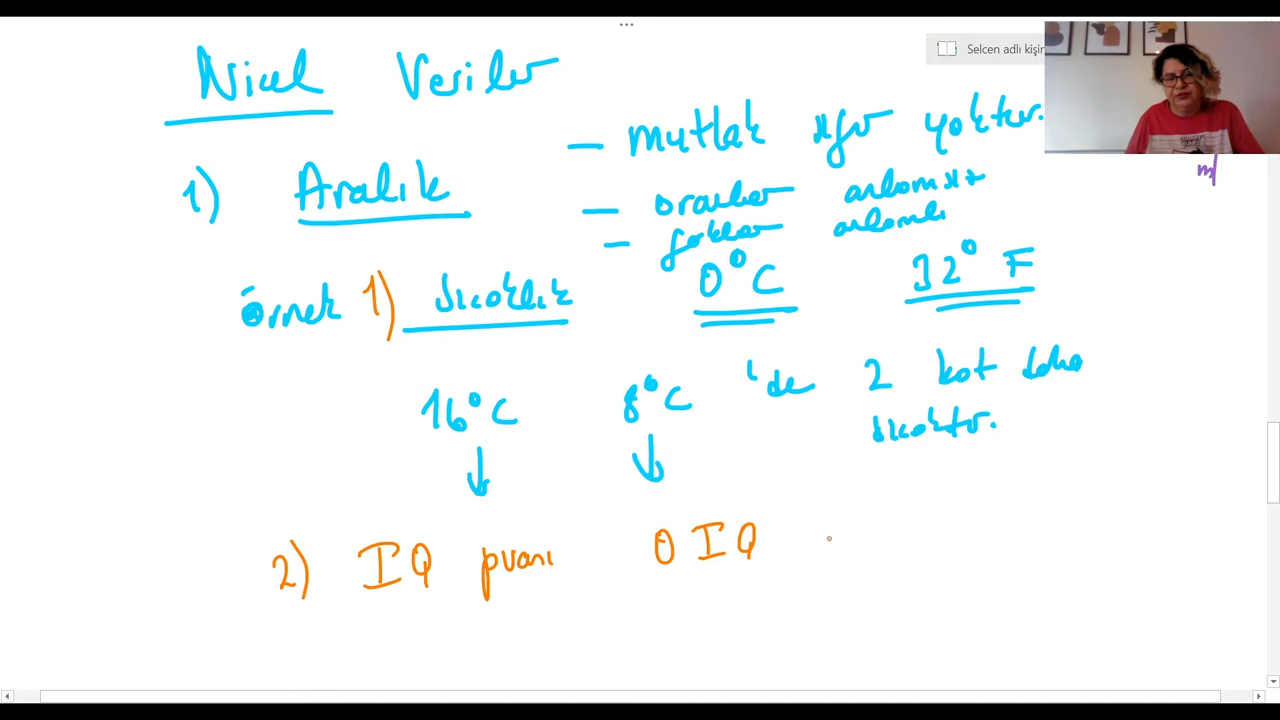 Selcen adlı kişin
Nicel Veriler
- mutlak sıfır yoktur.
1) Aralık
- oranlar anlamsız
- farklar anlamlı
m
Örnek 1) Sıcaklık 0°C 32°F
16°C 8°C 'de 2 kat daha
sıcaktır.
2) IQ puanı 0 IQ